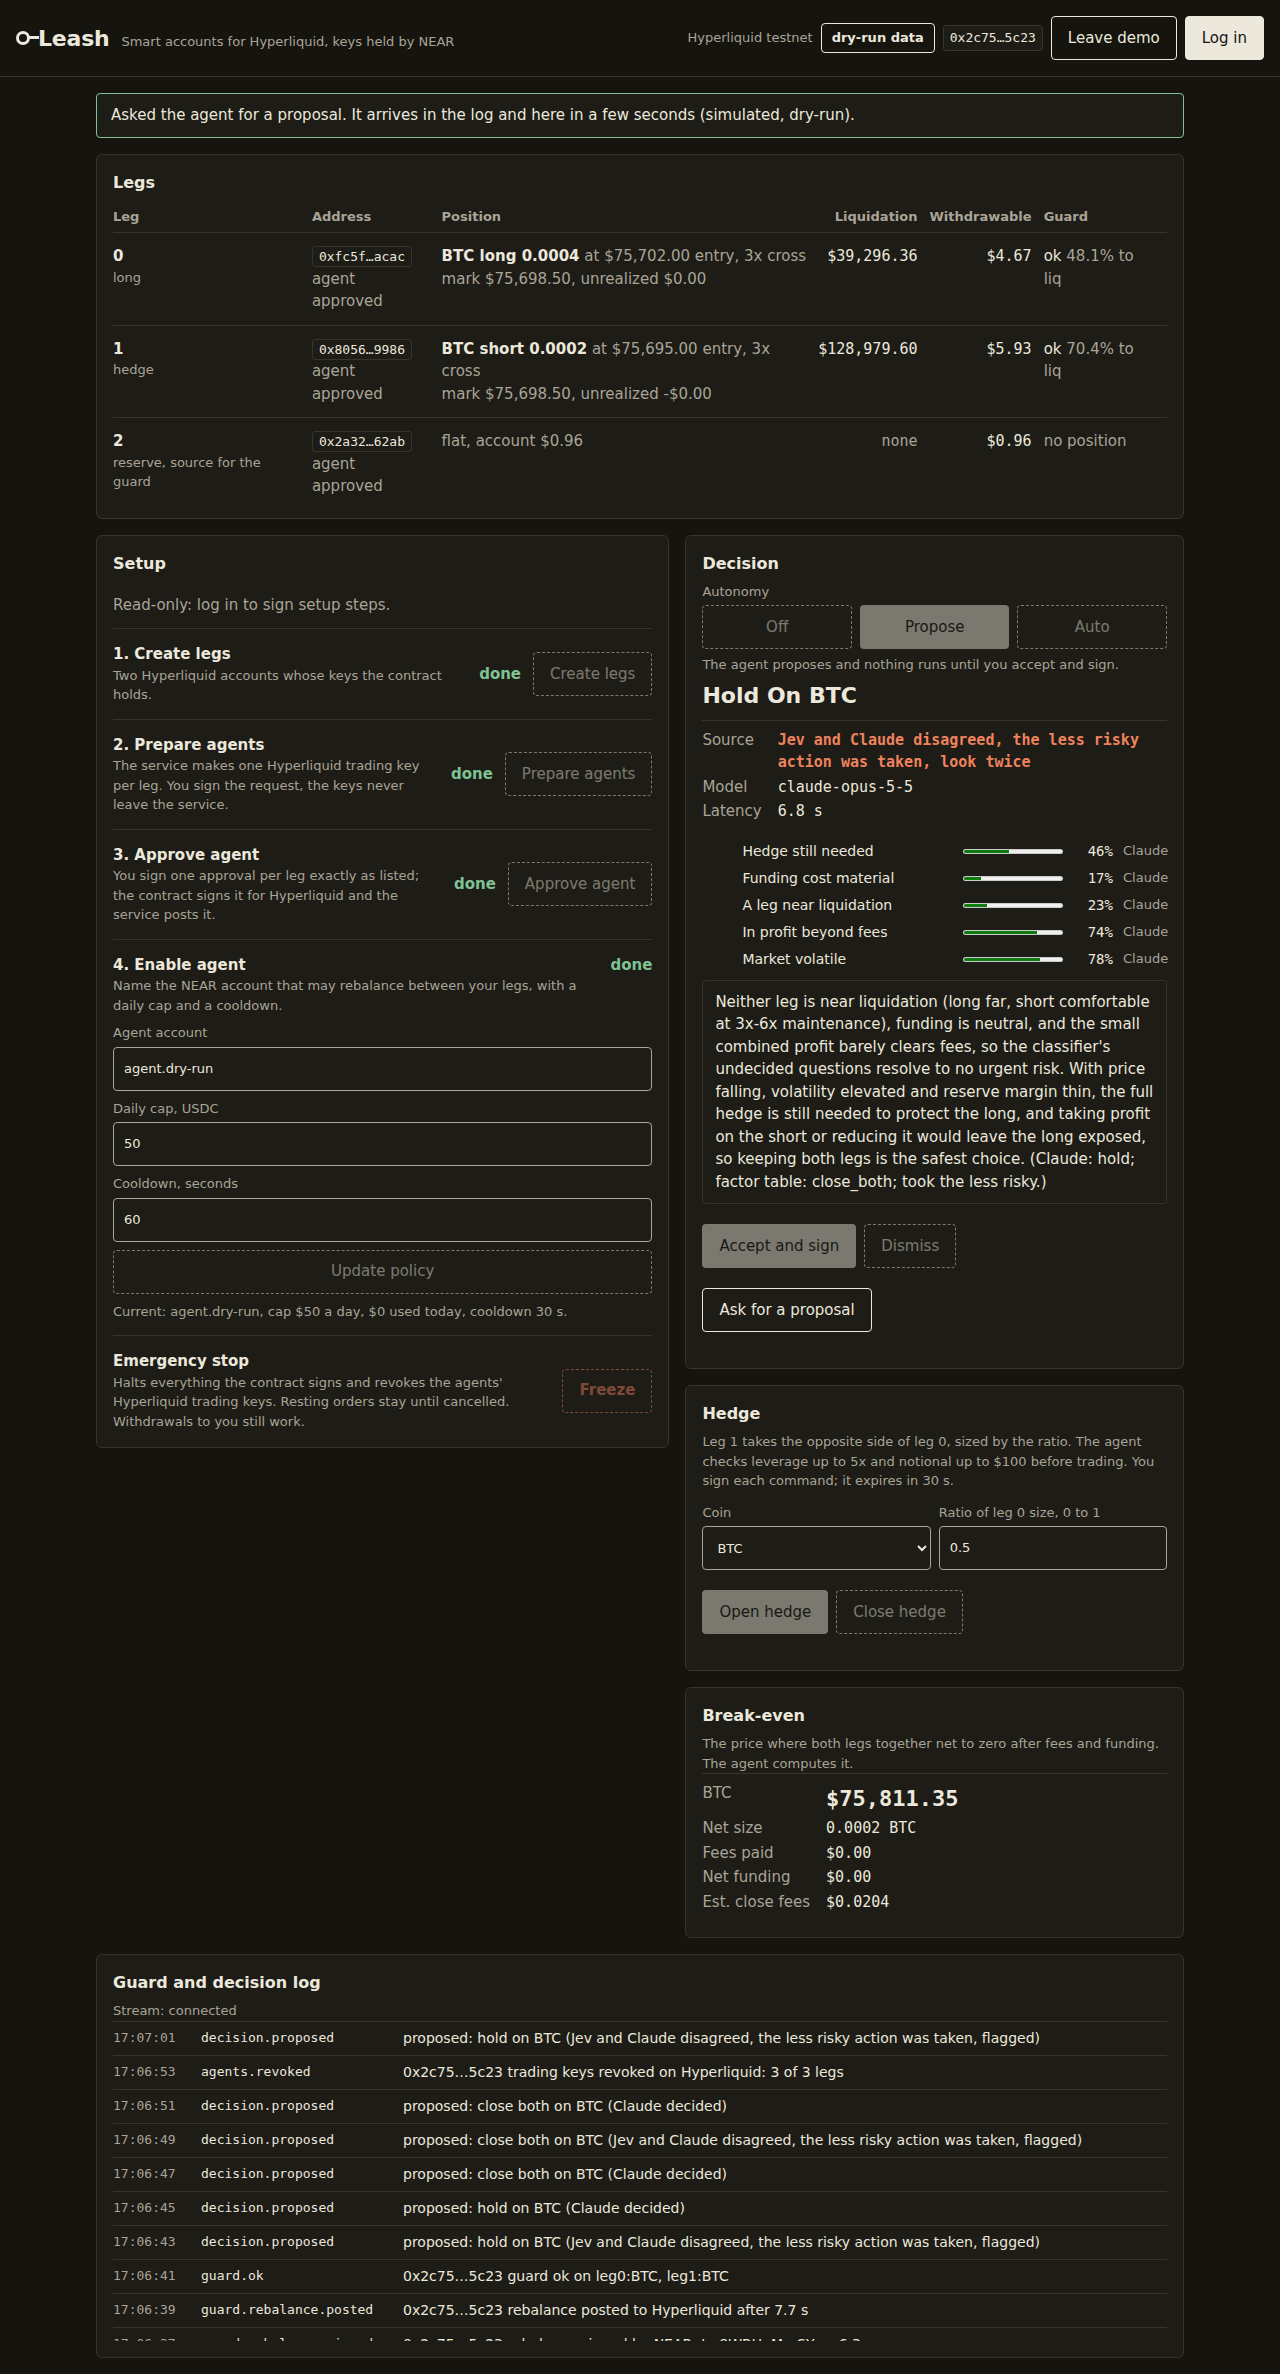 Leash Smart accounts for Hyperliquid, keys held by NEAR Hyperliquid testnet dry-run data 0x2c75…5c23 Leave demo Log in
Asked the agent for a proposal. It arrives in the log and here in a few seconds (simulated, dry-run).
Legs
Leg Address Position Liquidation Withdrawable Guard
0 0xfc5f…acac BTC long 0.0004 at $75,702.00 entry, 3x cross $39,296.36 $4.67 ok 48.1% to
long agent mark $75,698.50, unrealized $0.00 liq
approved
1 0x8056…9986 BTC short 0.0002 at $75,695.00 entry, 3x $128,979.60 $5.93 ok 70.4% to
hedge agent cross liq
approved mark $75,698.50, unrealized -$0.00
2 0x2a32…62ab flat, account $0.96 none $0.96 no position
reserve, source for the agent
guard approved
Setup
Read-only: log in to sign setup steps.
1. Create legs
Two Hyperliquid accounts whose keys the contract
holds.
done Create legs
2. Prepare agents
The service makes one Hyperliquid trading key
per leg. You sign the request, the keys never
leave the service.
done Prepare agents
3. Approve agent
You sign one approval per leg exactly as listed;
the contract signs it for Hyperliquid and the
service posts it.
done Approve agent
4. Enable agent done
Name the NEAR account that may rebalance between your legs, with a
daily cap and a cooldown.
Agent account
agent.dry-run
Daily cap, USDC
50
Cooldown, seconds
60
Update policy
Current: agent.dry-run, cap $50 a day, $0 used today, cooldown 30 s.
Emergency stop
Halts everything the contract signs and revokes the agents'
Hyperliquid trading keys. Resting orders stay until cancelled.
Withdrawals to you still work.
Freeze
Decision
Autonomy
Off Propose Auto
The agent proposes and nothing runs until you accept and sign.
Hold On BTC
Source Jev and Claude disagreed, the less risky
action was taken, look twice
Model claude-opus-5-5
Latency 6.8 s
Hedge still needed 46% Claude
Funding cost material 17% Claude
A leg near liquidation 23% Claude
In profit beyond fees 74% Claude
Market volatile 78% Claude
Neither leg is near liquidation (long far, short comfortable
at 3x-6x maintenance), funding is neutral, and the small
combined profit barely clears fees, so the classifier's
undecided questions resolve to no urgent risk. With price
falling, volatility elevated and reserve margin thin, the full
hedge is still needed to protect the long, and taking profit
on the short or reducing it would leave the long exposed,
so keeping both legs is the safest choice. (Claude: hold;
factor table: close_both; took the less risky.)
Accept and sign Dismiss
Ask for a proposal
Hedge
Leg 1 takes the opposite side of leg 0, sized by the ratio. The agent
checks leverage up to 5x and notional up to $100 before trading. You
sign each command; it expires in 30 s.
Coin Ratio of leg 0 size, 0 to 1
BTC 0.5
Open hedge Close hedge
Break-even
The price where both legs together net to zero after fees and funding.
The agent computes it.
BTC $75,811.35
Net size 0.0002 BTC
Fees paid $0.00
Net funding $0.00
Est. close fees $0.0204
Guard and decision log
Stream: connected
17:07:01 decision.proposed proposed: hold on BTC (Jev and Claude disagreed, the less risky action was taken, flagged)
17:06:53 agents.revoked 0x2c75…5c23 trading keys revoked on Hyperliquid: 3 of 3 legs
17:06:51 decision.proposed proposed: close both on BTC (Claude decided)
17:06:49 decision.proposed proposed: close both on BTC (Jev and Claude disagreed, the less risky action was taken, flagged)
17:06:47 decision.proposed proposed: close both on BTC (Claude decided)
17:06:45 decision.proposed proposed: hold on BTC (Claude decided)
17:06:43 decision.proposed proposed: hold on BTC (Jev and Claude disagreed, the less risky action was taken, flagged)
17:06:41 guard.ok 0x2c75…5c23 guard ok on leg0:BTC, leg1:BTC
17:06:39 guard.rebalance.posted 0x2c75…5c23 rebalance posted to Hyperliquid after 7.7 s